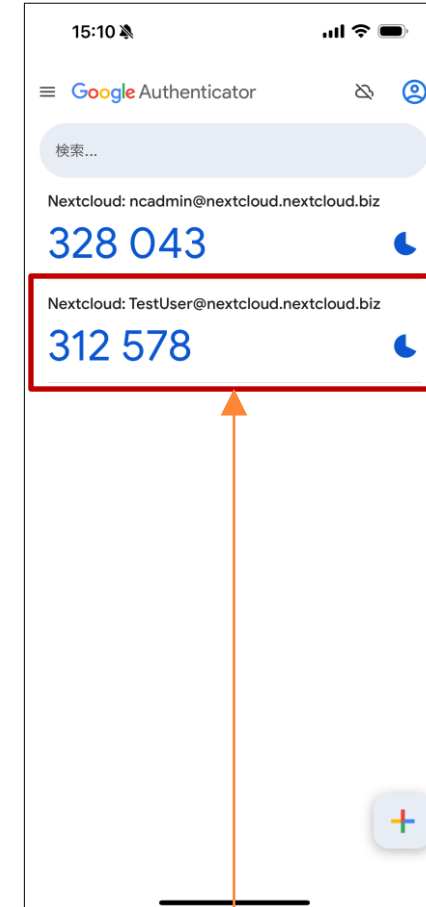 15:10
Google Authenticator
検索...
Nextcloud: ncadmin@nextcloud.nextcloud.biz
328 043
Nextcloud: TestUser@nextcloud.nextcloud.biz
312 578